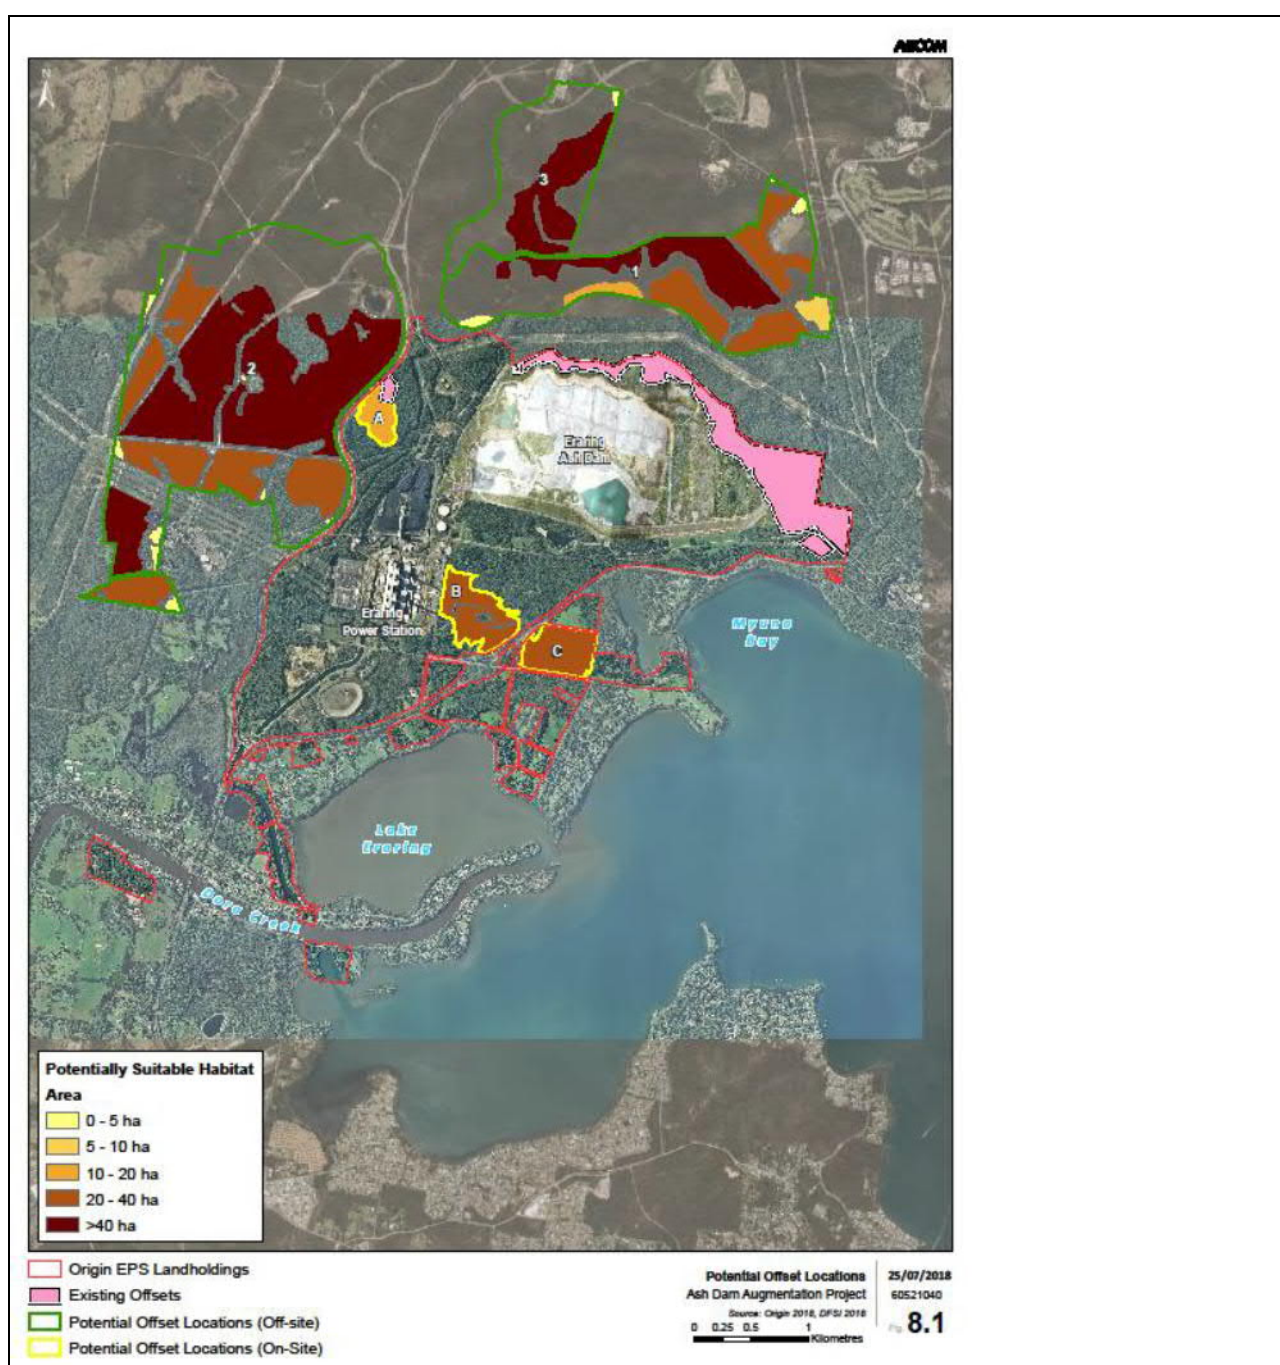 AECOM
N
3
1
2
A
Eraring
Ash Dam
B
Eraring
Power Station
C
Myuna
Bay
Lake
Eraring
Dora Creek
Potentially Suitable Habitat
Area
0 - 5 ha
5 - 10 ha
10 - 20 ha
20 - 40 ha
>40 ha
Origin EPS Landholdings
Existing Offsets
Potential Offset Locations (Off-site)
Potential Offset Locations (On-Site)
Potential Offset Locations
Ash Dam Augmentation Project
Source: Origin 2018, DFSI 2018
0 0.25 0.5 1
Kilometres
25/07/2018
60521040
8.1